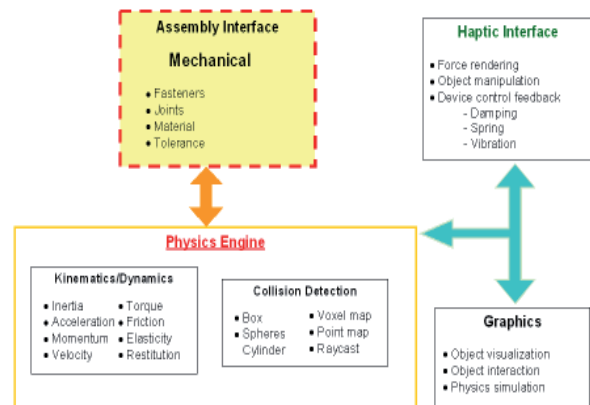 Assembly Interface
Mechanical
• Fasteners
• Joints
• Material
• Tolerance
Haptic Interface
• Force rendering
• Object manipulation
• Device control feedback
- Damping
- Spring
- Vibration
Physics Engine
Kinematics/Dynamics
• Inertia
• Acceleration
• Momentum
• Velocity
• Torque
• Friction
• Elasticity
• Restitution
Collision Detection
• Box
• Spheres
Cylinder
• Voxel map
• Point map
• Raycast
Graphics
• Object visualization
• Object interaction
• Physics simulation